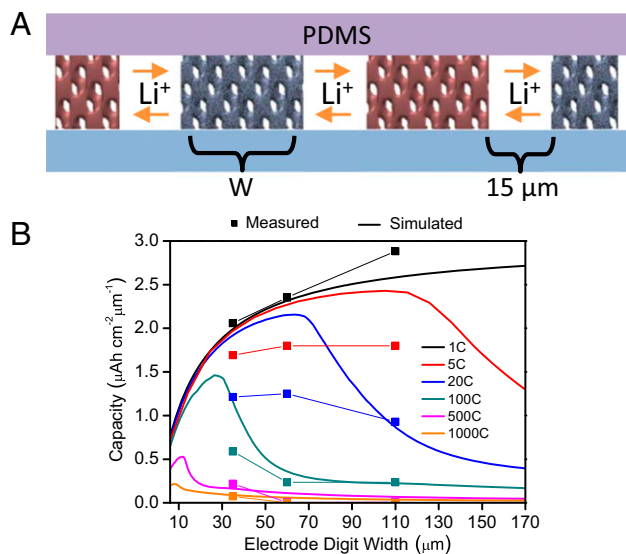 A
PDMS
Li⁺ Li⁺ Li⁺
W 15 μm
B
Measured Simulated
3.0
2.5
2.0
1.5
1.0
0.5
0.0
Capacity (μAh cm⁻² μm⁻¹)
1C
5C
20C
100C
500C
1000C
10 30 50 70 90 110 130 150 170
Electrode Digit Width (μm)